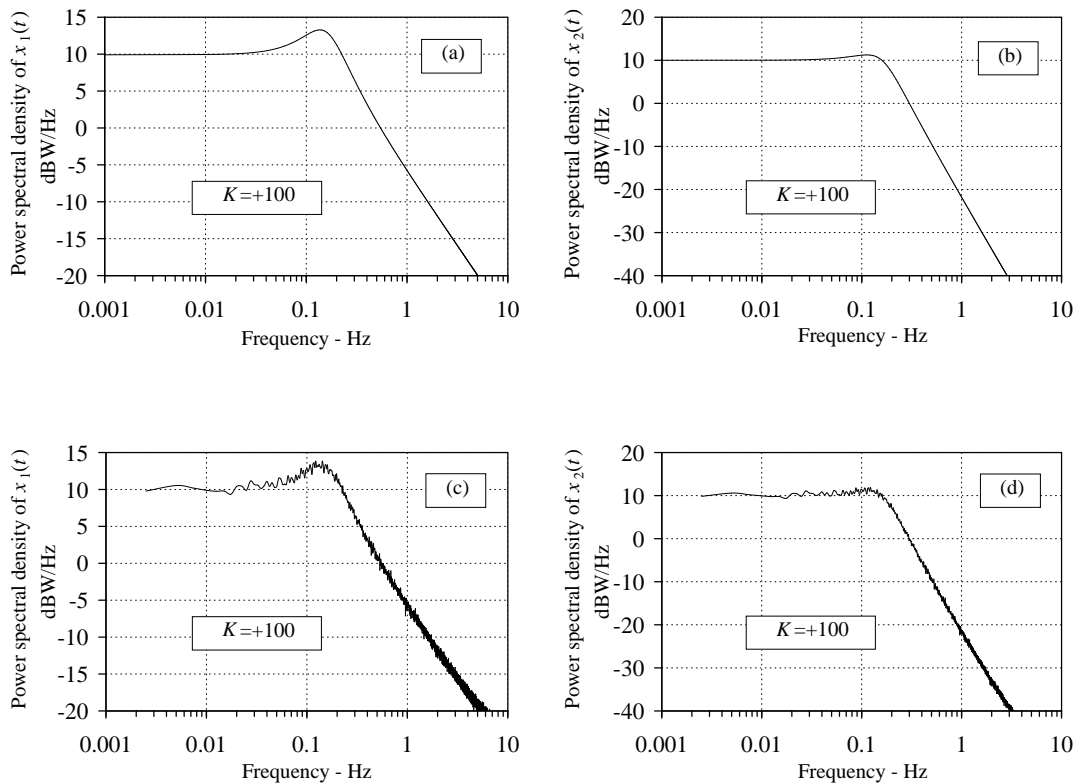 Power spectral density of x1(t)
dBW/Hz
15
10
5
0
-5
-10
-15
-20
0.001 0.01 0.1 1 10
Frequency - Hz
(a)
K=+100
Power spectral density of x2(t)
dBW/Hz
20
10
0
-10
-20
-30
-40
0.001 0.01 0.1 1 10
Frequency - Hz
(b)
K=+100
Power spectral density of x1(t)
dBW/Hz
15
10
5
0
-5
-10
-15
-20
0.001 0.01 0.1 1 10
Frequency - Hz
(c)
K=+100
Power spectral density of x2(t)
dBW/Hz
20
10
0
-10
-20
-30
-40
0.001 0.01 0.1 1 10
Frequency - Hz
(d)
K=+100